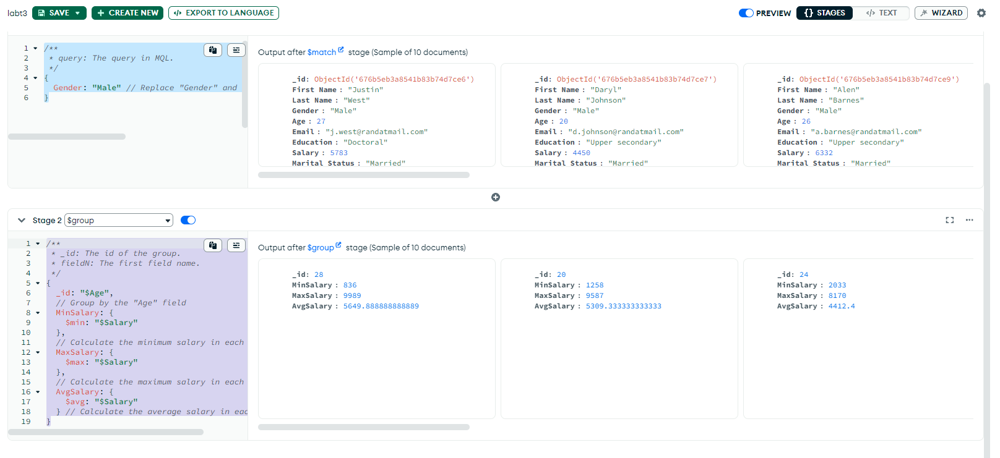 labt3 SAVE + CREATE NEW </> EXPORT TO LANGUAGE PREVIEW {} STAGES </> TEXT WIZARD
1 /**
2 * query: The query in MQL.
3 */
4 {
5 Gender: "Male" // Replace "Gender" and
6 }
Output after $match stage (Sample of 10 documents)
_id: ObjectId('676b5eb3a8541b83b74d7ce6')
First Name : "Justin"
Last Name : "West"
Gender : "Male"
Age : 27
Email : "j.west@randatmail.com"
Education : "Doctoral"
Salary : 5783
Marital Status : "Married"
_id: ObjectId('676b5eb3a8541b83b74d7ce7')
First Name : "Daryl"
Last Name : "Johnson"
Gender : "Male"
Age : 20
Email : "d.johnson@randatmail.com"
Education : "Upper secondary"
Salary : 4450
Marital Status : "Married"
_id: ObjectId('676b5eb3a8541b83b74d7ce9')
First Name : "Alen"
Last Name : "Barnes"
Gender : "Male"
Age : 26
Email : "a.barnes@randatmail.com"
Education : "Upper secondary"
Salary : 6332
Marital Status : "Married"
Stage 2 $group
1 /**
2 * _id: The id of the group.
3 * fieldN: The first field name.
4 */
5 {
6 _id: "$Age",
7 // Group by the "Age" field
8 MinSalary: {
9 $min: "$Salary"
10 },
11 // Calculate the minimum salary in each
12 MaxSalary: {
13 $max: "$Salary"
14 },
15 // Calculate the maximum salary in each
16 AvgSalary: {
17 $avg: "$Salary"
18 } // Calculate the average salary in eac
19 }
Output after $group stage (Sample of 10 documents)
_id: 28
MinSalary : 836
MaxSalary : 9989
AvgSalary : 5649.888888888889
_id: 20
MinSalary : 1258
MaxSalary : 9587
AvgSalary : 5309.333333333333
_id: 24
MinSalary : 2033
MaxSalary : 8170
AvgSalary : 4412.4